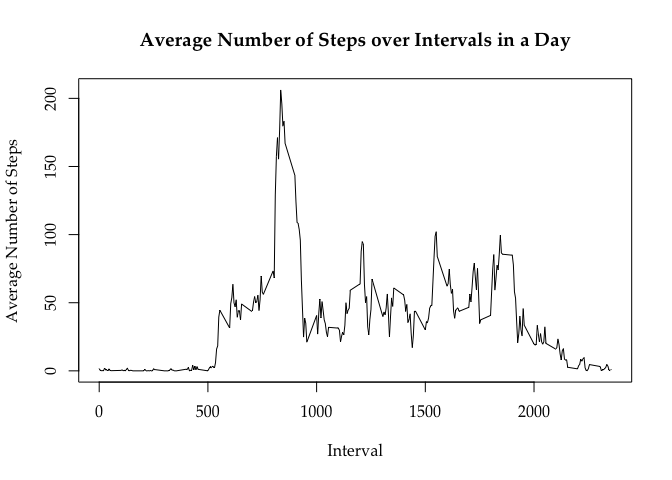 Average Number of Steps over Intervals in a Day
Average Number of Steps
200
150
100
50
0
0 500 1000 1500 2000
Interval